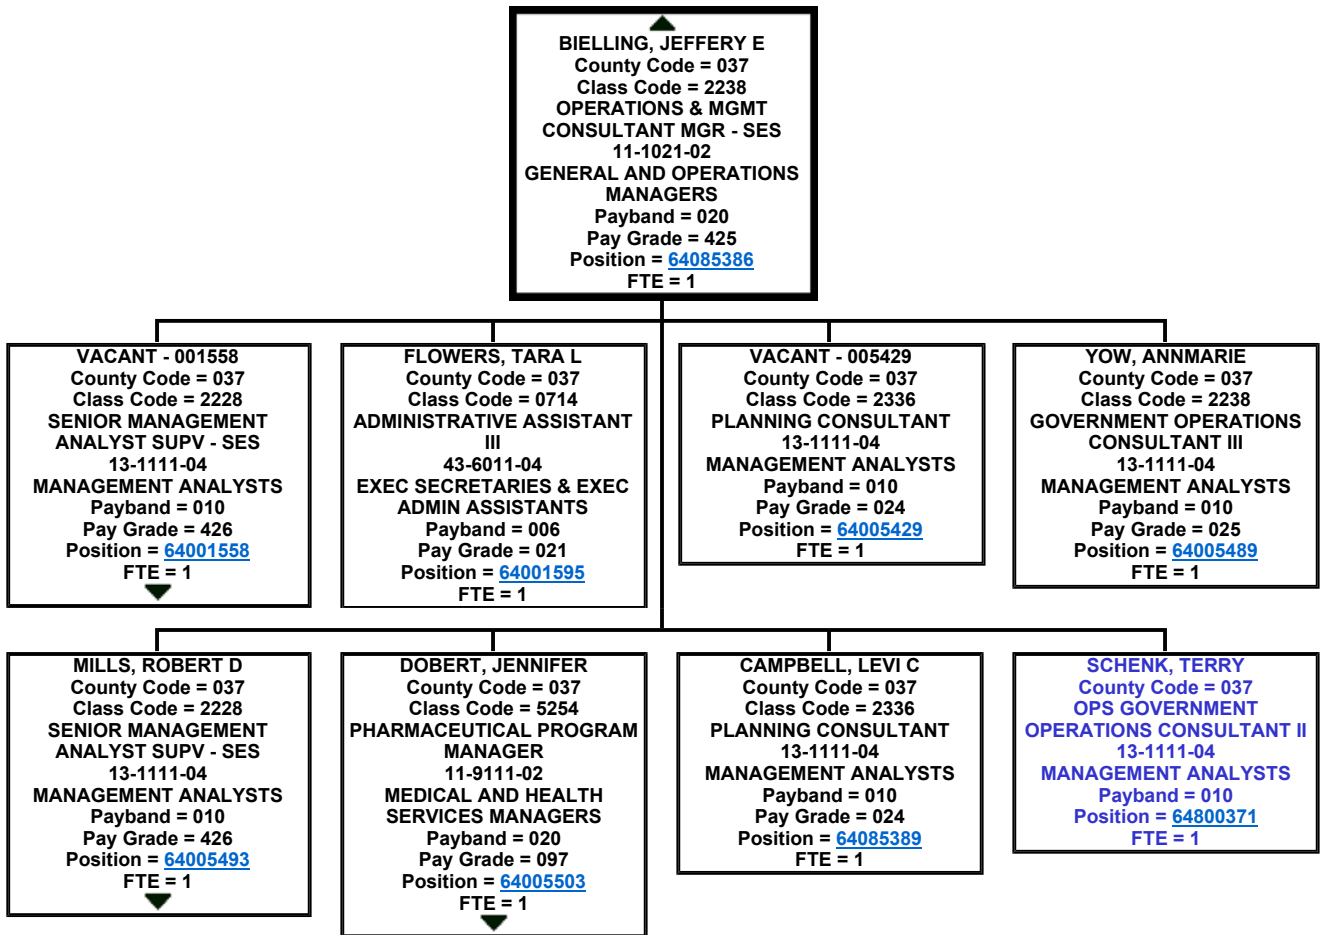 BIELLING, JEFFERY E
County Code = 037
Class Code = 2238
OPERATIONS & MGMT
CONSULTANT MGR - SES
11-1021-02
GENERAL AND OPERATIONS
MANAGERS
Payband = 020
Pay Grade = 425
Position = 64085386
FTE = 1
VACANT - 001558
County Code = 037
Class Code = 2228
SENIOR MANAGEMENT
ANALYST SUPV - SES
13-1111-04
MANAGEMENT ANALYSTS
Payband = 010
Pay Grade = 426
Position = 64001558
FTE = 1
FLOWERS, TARA L
County Code = 037
Class Code = 0714
ADMINISTRATIVE ASSISTANT
III
43-6011-04
EXEC SECRETARIES & EXEC
ADMIN ASSISTANTS
Payband = 006
Pay Grade = 021
Position = 64001595
FTE = 1
VACANT - 005429
County Code = 037
Class Code = 2336
PLANNING CONSULTANT
13-1111-04
MANAGEMENT ANALYSTS
Payband = 010
Pay Grade = 024
Position = 64005429
FTE = 1
YOW, ANNMARIE
County Code = 037
Class Code = 2238
GOVERNMENT OPERATIONS
CONSULTANT III
13-1111-04
MANAGEMENT ANALYSTS
Payband = 010
Pay Grade = 025
Position = 64005489
FTE = 1
MILLS, ROBERT D
County Code = 037
Class Code = 2228
SENIOR MANAGEMENT
ANALYST SUPV - SES
13-1111-04
MANAGEMENT ANALYSTS
Payband = 010
Pay Grade = 426
Position = 64005493
FTE = 1
DOBERT, JENNIFER
County Code = 037
Class Code = 5254
PHARMACEUTICAL PROGRAM
MANAGER
11-9111-02
MEDICAL AND HEALTH
SERVICES MANAGERS
Payband = 020
Pay Grade = 097
Position = 64005503
FTE = 1
CAMPBELL, LEVI C
County Code = 037
Class Code = 2336
PLANNING CONSULTANT
13-1111-04
MANAGEMENT ANALYSTS
Payband = 010
Pay Grade = 024
Position = 64085389
FTE = 1
SCHENK, TERRY
County Code = 037
OPS GOVERNMENT
OPERATIONS CONSULTANT II
13-1111-04
MANAGEMENT ANALYSTS
Payband = 010
Position = 64800371
FTE = 1